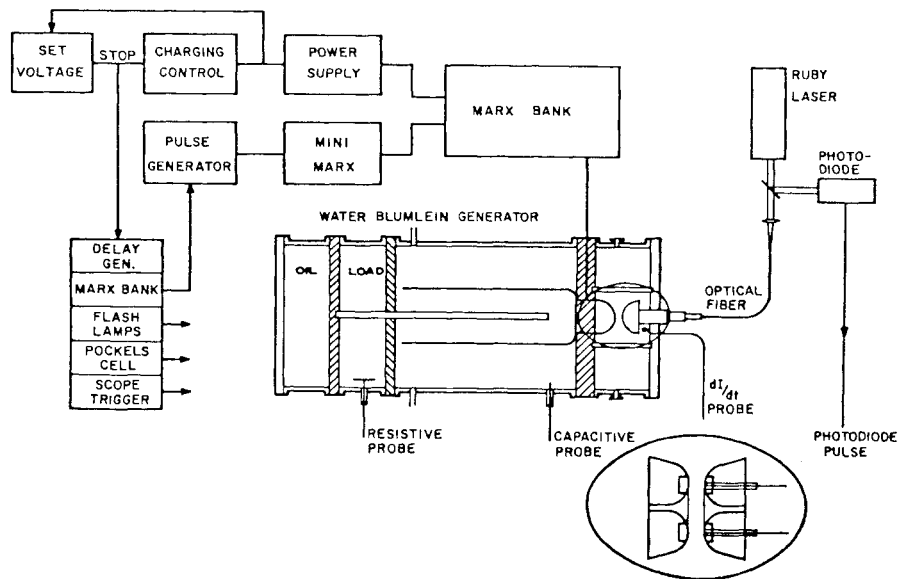 SET
VOLTAGE
STOP
CHARGING
CONTROL
POWER
SUPPLY
MARX BANK
RUBY
LASER
PULSE
GENERATOR
MINI
MARX
PHOTO-
DIODE
WATER BLUMLEIN GENERATOR
DELAY
GEN.
MARX BANK
FLASH
LAMPS
POCKELS
CELL
SCOPE
TRIGGER
OIL
LOAD
OPTICAL
FIBER
dI/dt
PROBE
RESISTIVE
PROBE
CAPACITIVE
PROBE
PHOTODIODE
PULSE